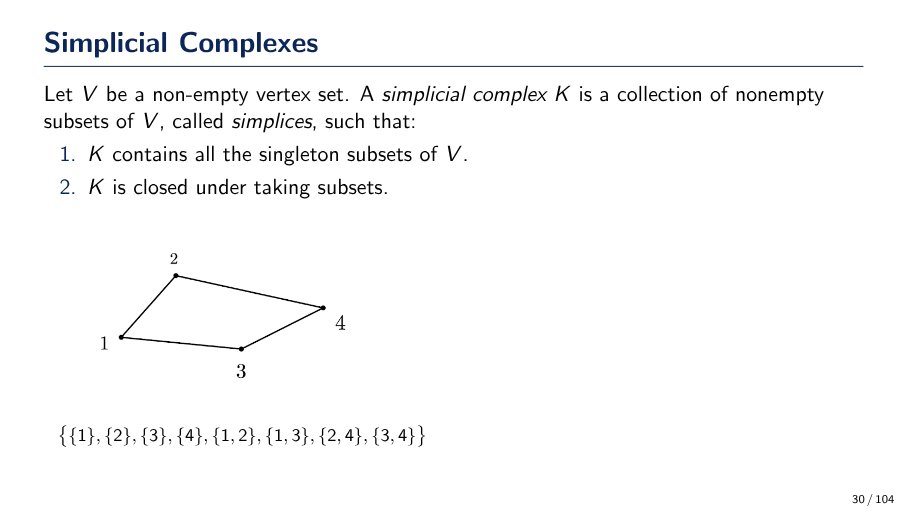 Simplicial Complexes
Let V be a non-empty vertex set. A simplicial complex K is a collection of nonempty
subsets of V, called simplices, such that:
1. K contains all the singleton subsets of V.
2. K is closed under taking subsets.
2
4
1
3
{{1}, {2}, {3}, {4}, {1, 2}, {1, 3}, {2, 4}, {3, 4}}
30 / 104